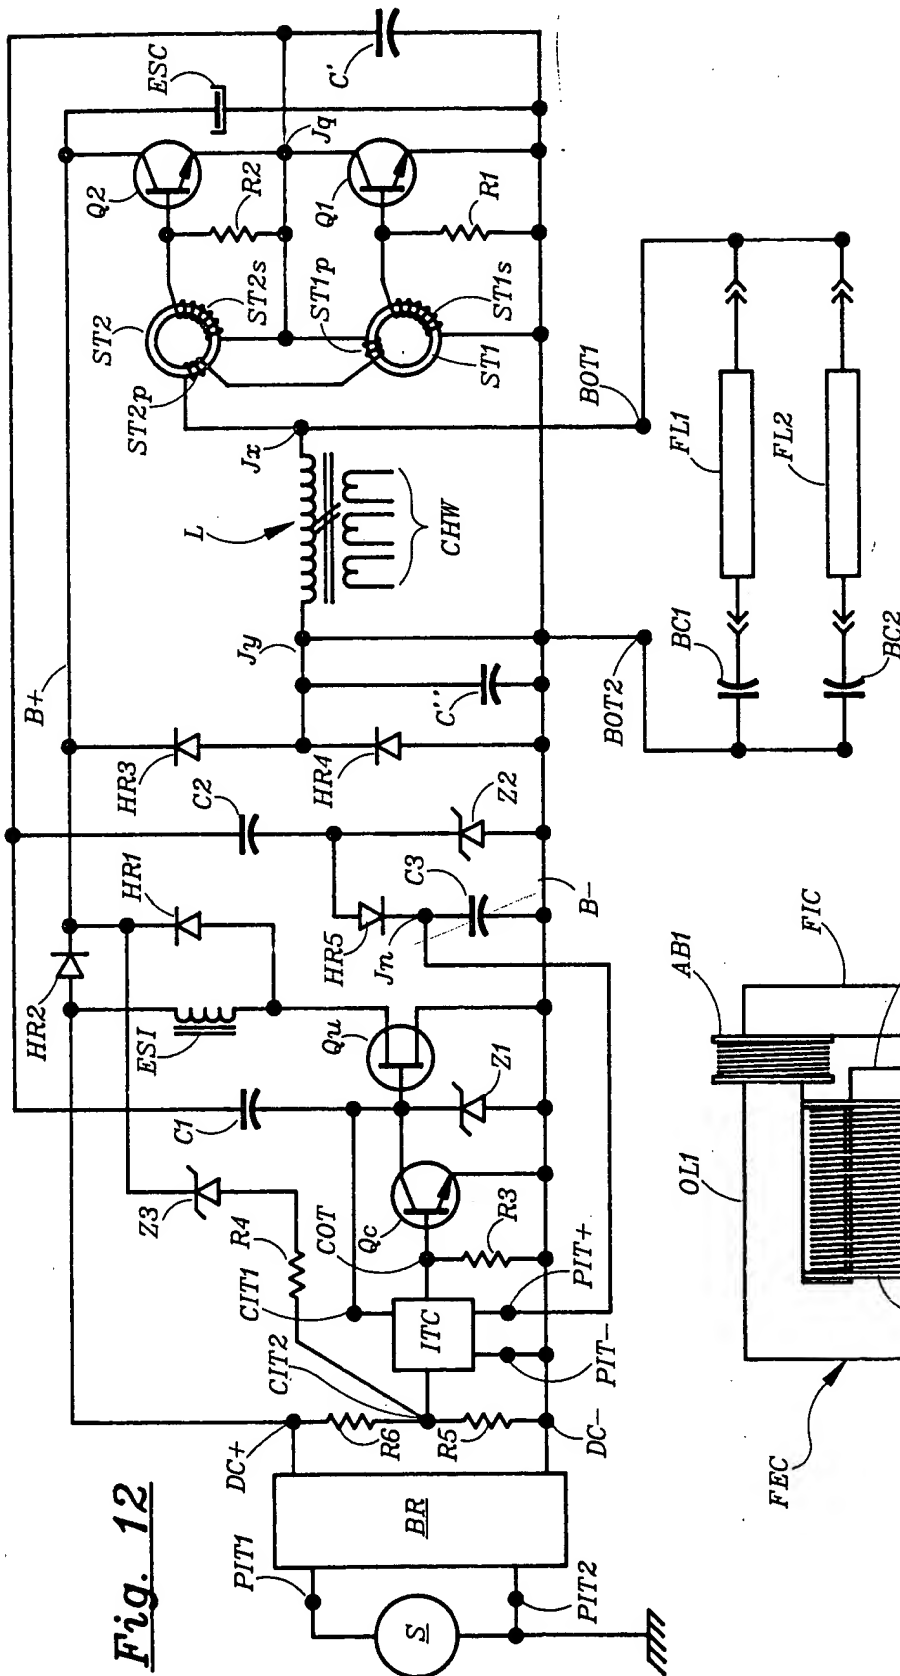 Fig. 12
S
PIT1
PIT2
BR
DC+
DC-
R6
R5
CIT2
CIT1
ITC
PIT-
PIT+
COT
R4
R3
Z3
Qc
C1
Z1
Qu
ESI
HR2
HR1
HR5
Jn
C3
B-
C2
Z2
HR3
HR4
B+
C''
Jy
L
CHW
Jx
BOT2
BOT1
BC1
BC2
FL1
FL2
ST2p
ST2
ST2s
ST1p
ST1
ST1s
Q2
R2
Q1
R1
Jq
ESC
C'
FEC
OL1
AB1
FIC